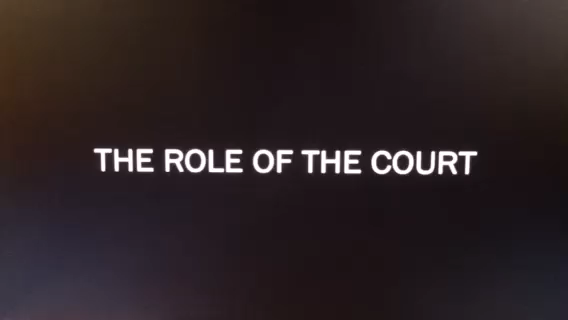 THE ROLE OF THE COURT